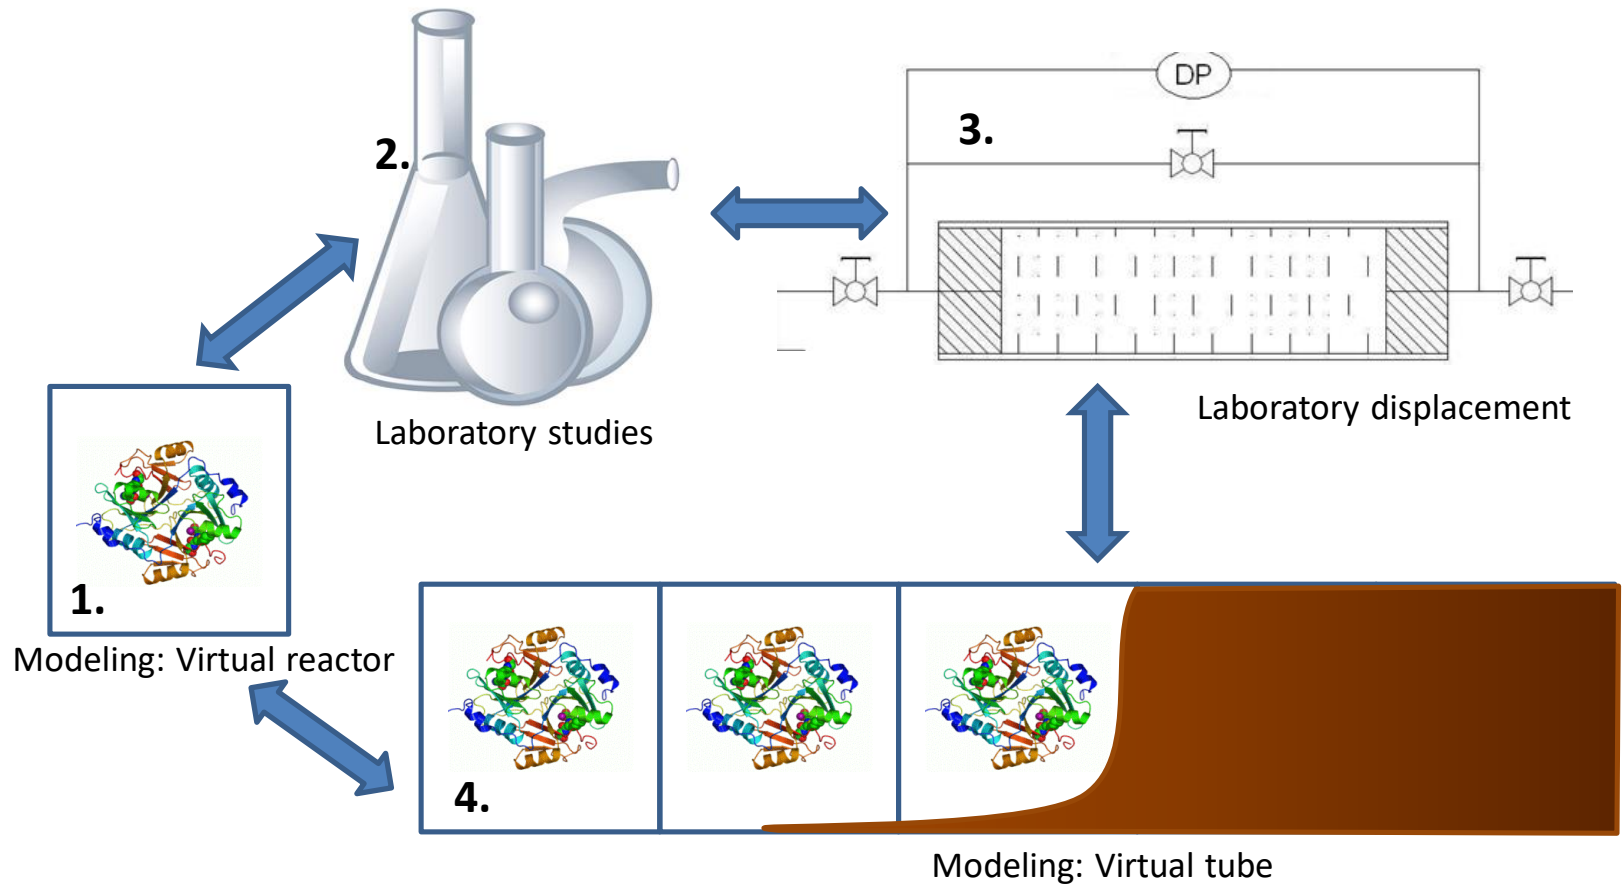 2.
DP
3.
Laboratory studies
Laboratory displacement
1.
Modeling: Virtual reactor
4.
Modeling: Virtual tube